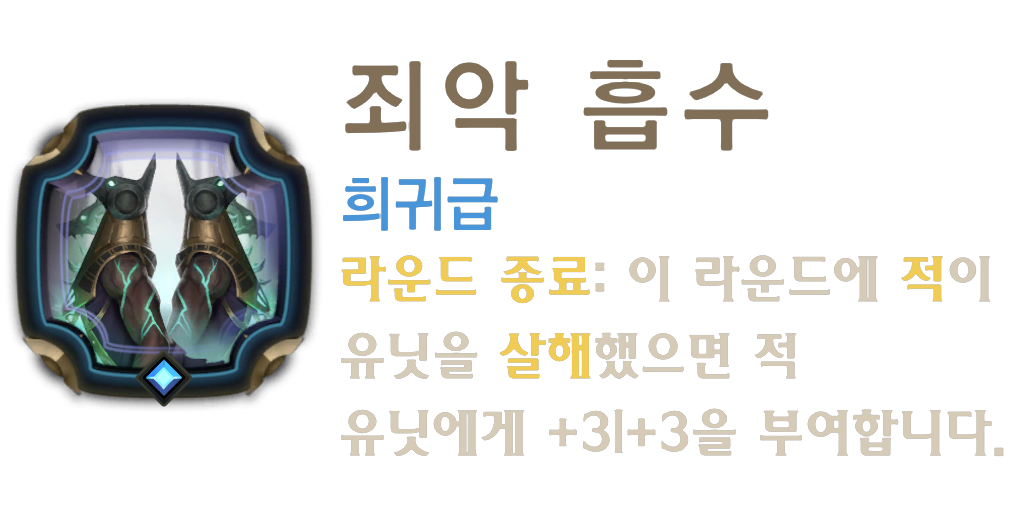 죄악 흡수
희귀급
라운드 종료: 이 라운드에 적이
유닛을 살해했으면 적
유닛에게 +3|+3을 부여합니다.